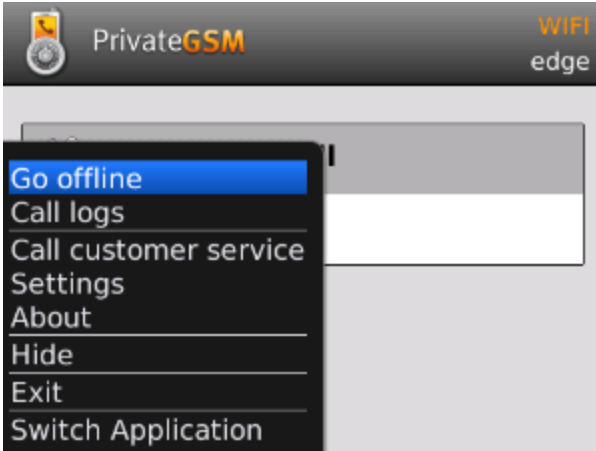 PrivateGSM
WIFI
edge
Go offline
Call logs
Call customer service
Settings
About
Hide
Exit
Switch Application